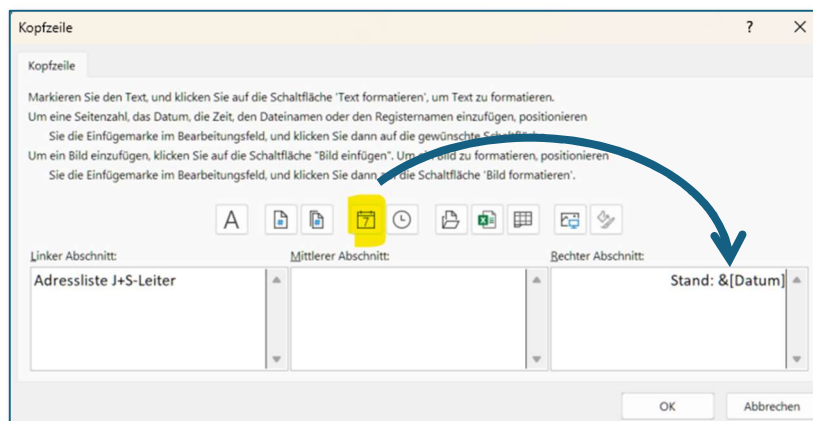 Kopfzeile
?
Kopfzeile
Markieren Sie den Text, und klicken Sie auf die Schaltfläche 'Text formatieren', um Text zu formatieren.
Um eine Seitenzahl, das Datum, die Zeit, den Dateinamen oder den Registernamen einzufügen, positionieren
Sie die Einfügemarke im Bearbeitungsfeld, und klicken Sie dann auf die gewünschte Schaltfläche.
Um ein Bild einzufügen, klicken Sie auf die Schaltfläche "Bild einfügen". Um ein Bild zu formatieren, positionieren
Sie die Einfügemarke im Bearbeitungsfeld, und klicken Sie dann auf die Schaltfläche 'Bild formatieren'.
A
7
Linker Abschnitt: Mittlerer Abschnitt: Rechter Abschnitt:
Adressliste J+S-Leiter Stand: &[Datum]
OK Abbrechen